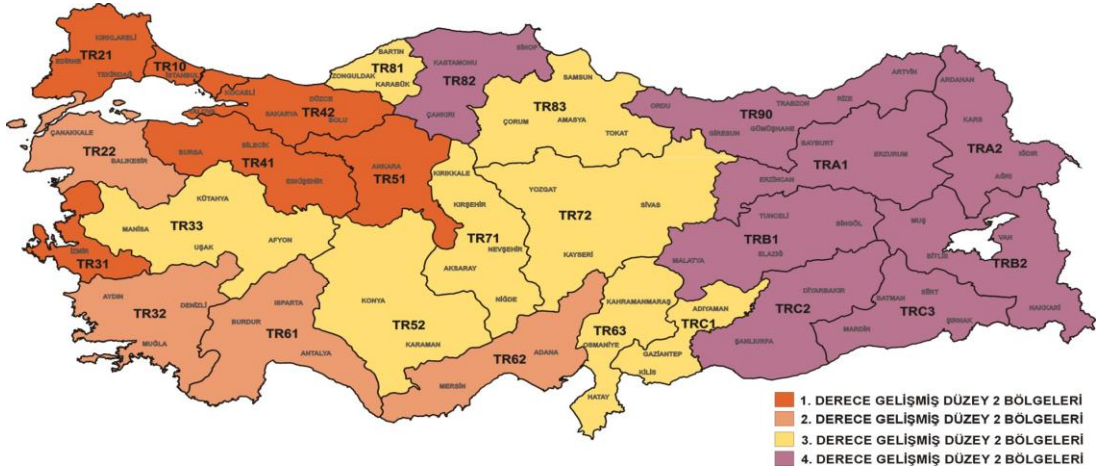 KIRKLARELİ
TR21
EDİRNE
TEKİRDAĞ
TR10
İSTANBUL
KOCAELİ
YALOVA
SAKARYA
DÜZCE
TR42
BOLU
BARTIN
TR81
ZONGULDAK
KARABÜK
KASTAMONU
SİNOP
TR82
ÇANKIRI
SAMSUN
TR83
ÇORUM
AMASYA
TOKAT
ORDU
TR90
GİRESUN
TRABZON
GÜMÜŞHANE
RİZE
ARTVİN
ARDAHAN
KARS
TRA2
IĞDIR
AĞRI
BAYBURT
TRA1
ERZURUM
ERZİNCAN
ÇANAKKALE
TR22
BALIKESİR
BURSA
BİLECİK
TR41
ESKİŞEHİR
ANKARA
TR51
KIRIKKALE
KIRŞEHİR
TR71
NEVŞEHİR
AKSARAY
NİĞDE
YOZGAT
SİVAS
TR72
KAYSERİ
TUNCELİ
BİNGÖL
TRB1
ELAZIĞ
MALATYA
MUŞ
BİTLİS
VAN
TRB2
HAKKARİ
KÜTAHYA
MANİSA
TR33
UŞAK
AFYON
İZMİR
TR31
AYDIN
DENİZLİ
TR32
MUĞLA
ISPARTA
BURDUR
TR61
ANTALYA
KONYA
TR52
KARAMAN
MERSİN
TR62
ADANA
KAHRAMANMARAŞ
TR63
OSMANİYE
HATAY
ADIYAMAN
TRC1
GAZİANTEP
KİLİS
DİYARBAKIR
TRC2
ŞANLIURFA
BATMAN
SİİRT
TRC3
MARDİN
ŞIRNAK
1. DERECE GELİŞMİŞ DÜZEY 2 BÖLGELERİ
2. DERECE GELİŞMİŞ DÜZEY 2 BÖLGELERİ
3. DERECE GELİŞMİŞ DÜZEY 2 BÖLGELERİ
4. DERECE GELİŞMİŞ DÜZEY 2 BÖLGELERİ